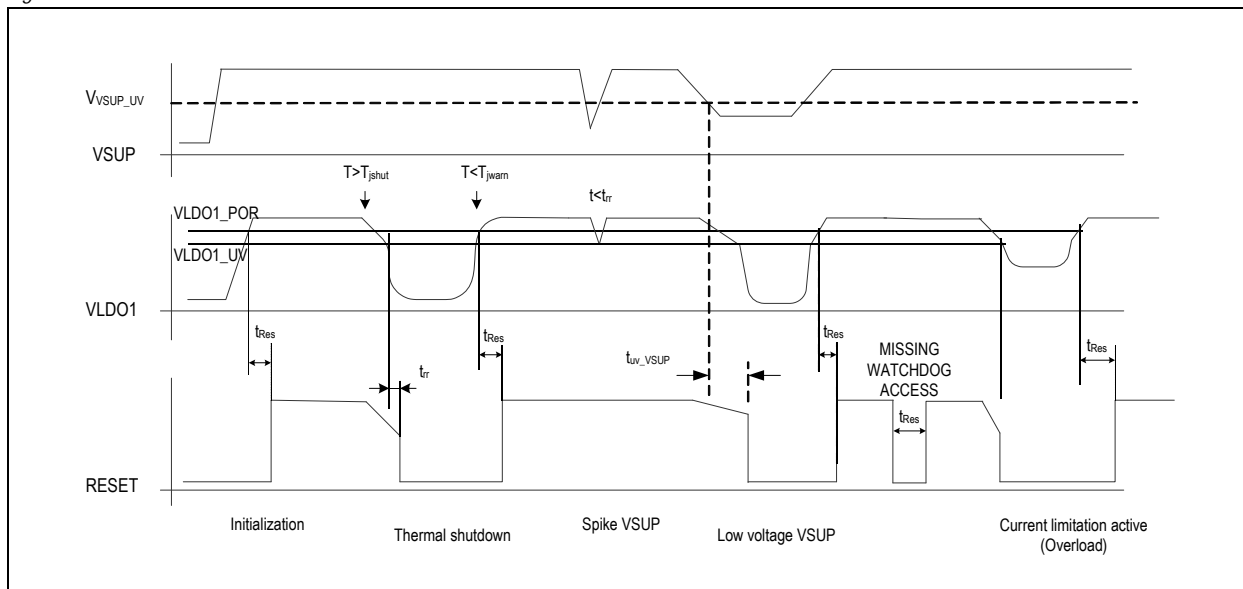 VVSUP_UV
VSUP
T>Tjshut
T<Tjwarn
t<trr
VLDO1_POR
VLDO1_UV
VLDO1
tRes
trr
tRes
tuv_VSUP
tRes
MISSING
WATCHDOG
ACCESS
tRes
tRes
RESET
Initialization
Thermal shutdown
Spike VSUP
Low voltage VSUP
Current limitation active
(Overload)